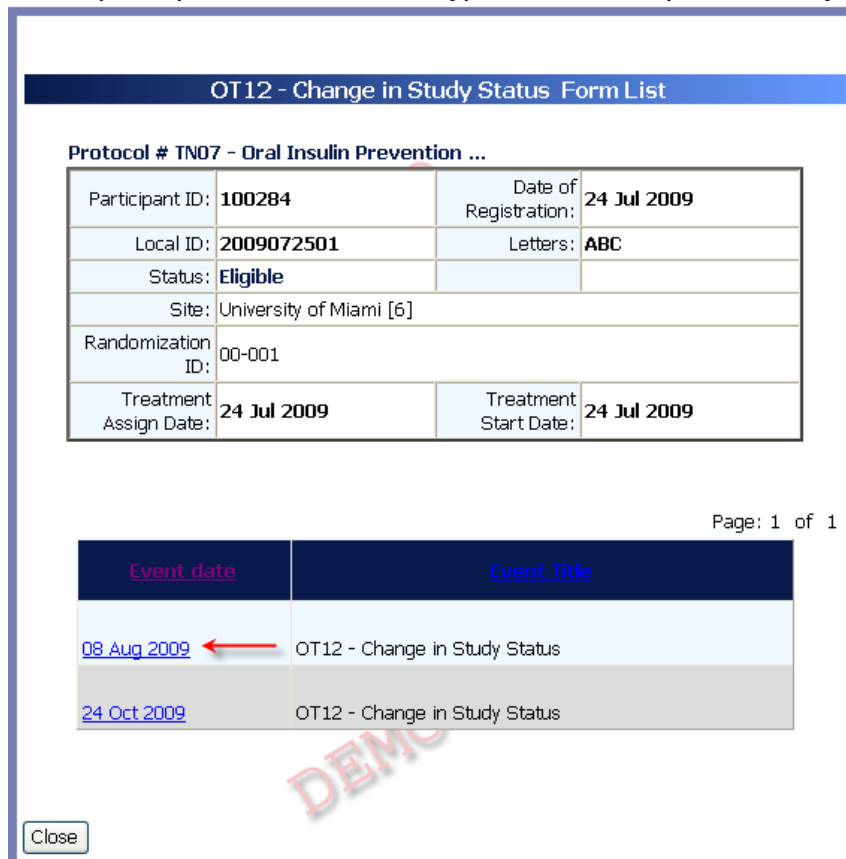 OT12 - Change in Study Status Form List
Protocol # TN07 - Oral Insulin Prevention ...
Participant ID: 100284 Date of Registration: 24 Jul 2009
Local ID: 2009072501 Letters: ABC
Status: Eligible
Site: University of Miami [6]
Randomization ID: 00-001
Treatment Assign Date: 24 Jul 2009 Treatment Start Date: 24 Jul 2009
Page: 1 of 1
Event date Event Title
08 Aug 2009 OT12 - Change in Study Status
24 Oct 2009 OT12 - Change in Study Status
DEMO
Close